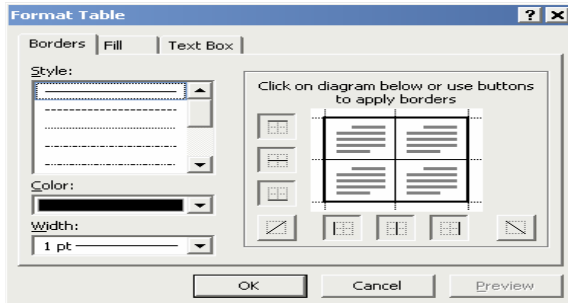 Format Table
Borders Fill Text Box
Style:
Click on diagram below or use buttons
to apply borders
Color:
Width:
1 pt
OK Cancel Preview